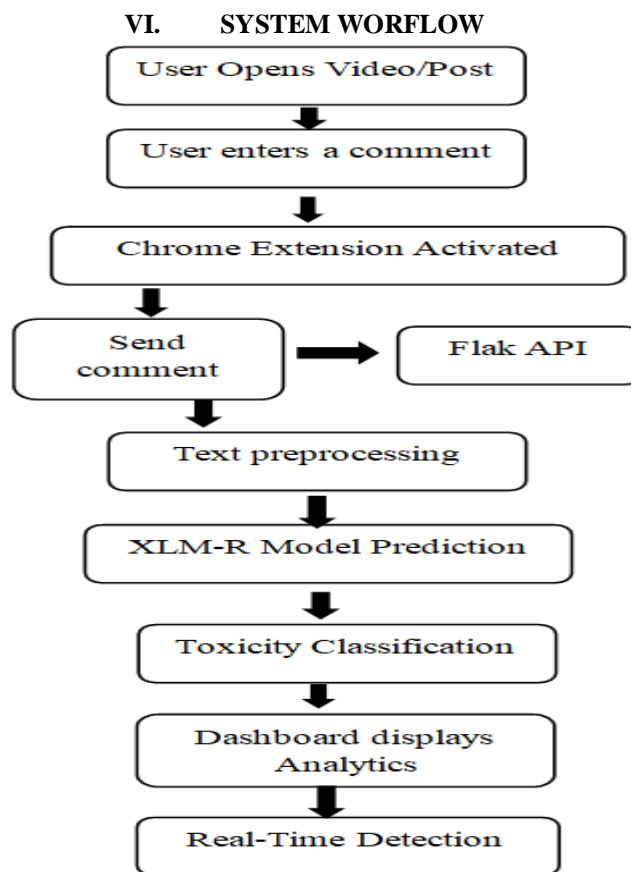 VI. SYSTEM WORFLOW
User Opens Video/Post
User enters a comment
Chrome Extension Activated
Send
comment
Flak API
Text preprocessing
XLM-R Model Prediction
Toxicity Classification
Dashboard displays
Analytics
Real-Time Detection